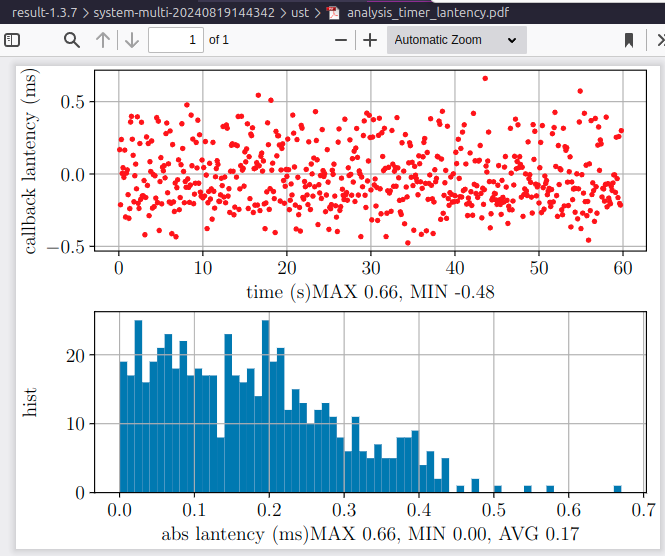 result-1.3.7 > system-multi-20240819144342 > ust > analysis_timer_lantency.pdf
1 of 1
Automatic Zoom
callback lantency (ms)
0.5
0.0
−0.5
0 10 20 30 40 50 60
time (s)MAX 0.66, MIN -0.48
hist
20
10
0
0.0 0.1 0.2 0.3 0.4 0.5 0.6 0.7
abs lantency (ms)MAX 0.66, MIN 0.00, AVG 0.17